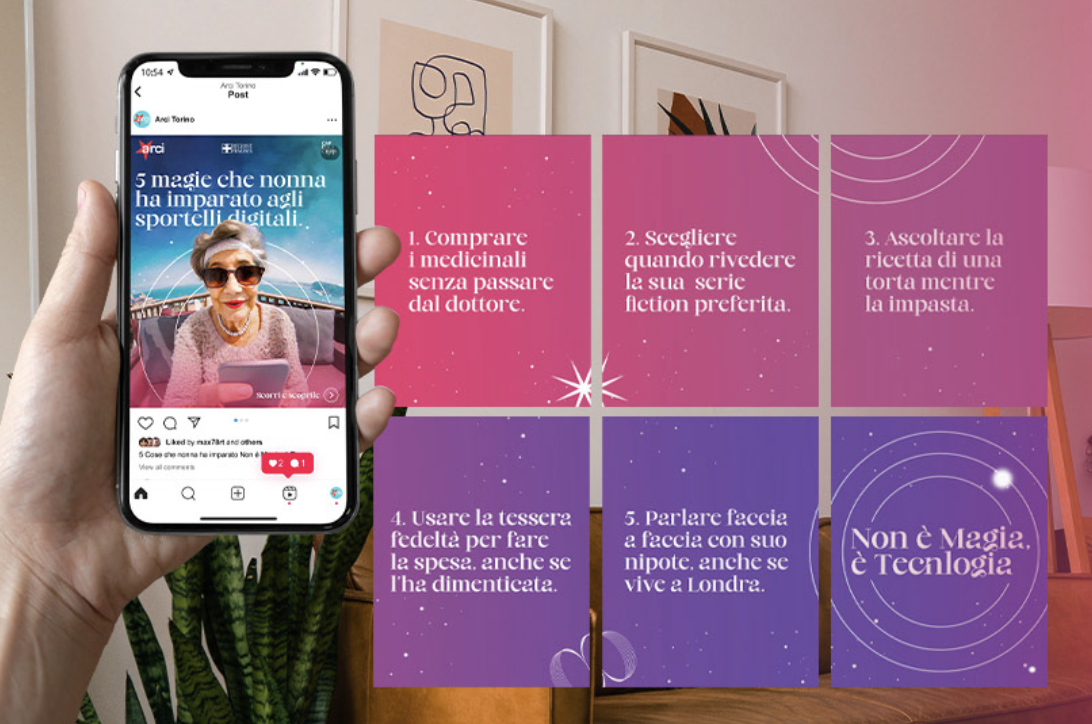 10:54
Arci Torino
Post
Arci Torino
arci
5 magie che nonna
ha imparato agli
sportelli digitali.
Scorri e scoprile
Liked by max78rt and others
5 Cose che nonna ha imparato Non è
View all comments
2 1
1. Comprare
i medicinali
senza passare
dal dottore.
2. Scegliere
quando rivedere
la sua serie
fiction preferita.
3. Ascoltare la
ricetta di una
torta mentre
la impasta.
4. Usare la tessera
fedeltà per fare
la spesa, anche se
l'ha dimenticata.
5. Parlare faccia
a faccia con suo
nipote, anche se
vive a Londra.
Non è Magia,
è Tecnlogia